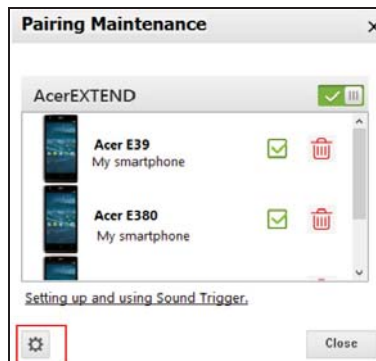 Pairing Maintenance
AcerEXTEND
Acer E39
My smartphone
Acer E380
My smartphone
Setting up and using Sound Trigger.
Close